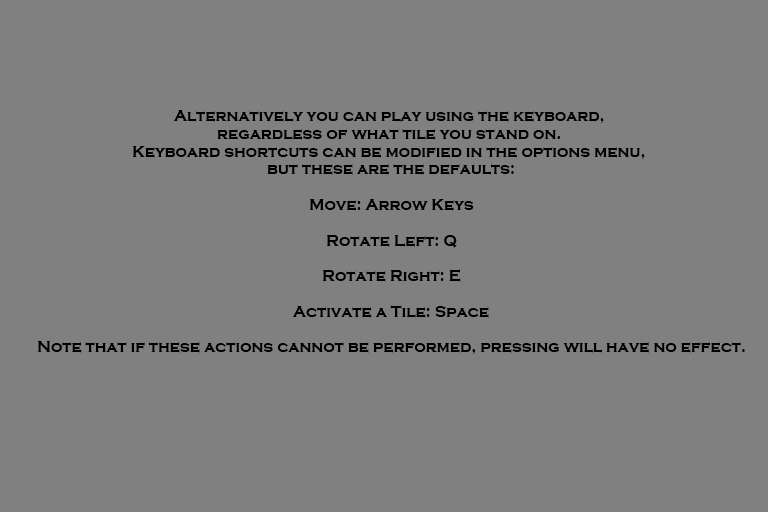 Alternatively you can play using the keyboard,
regardless of what tile you stand on.
Keyboard shortcuts can be modified in the options menu,
but these are the defaults:
Move: Arrow Keys
Rotate Left: Q
Rotate Right: E
Activate a Tile: Space
Note that if these actions cannot be performed, pressing will have no effect.